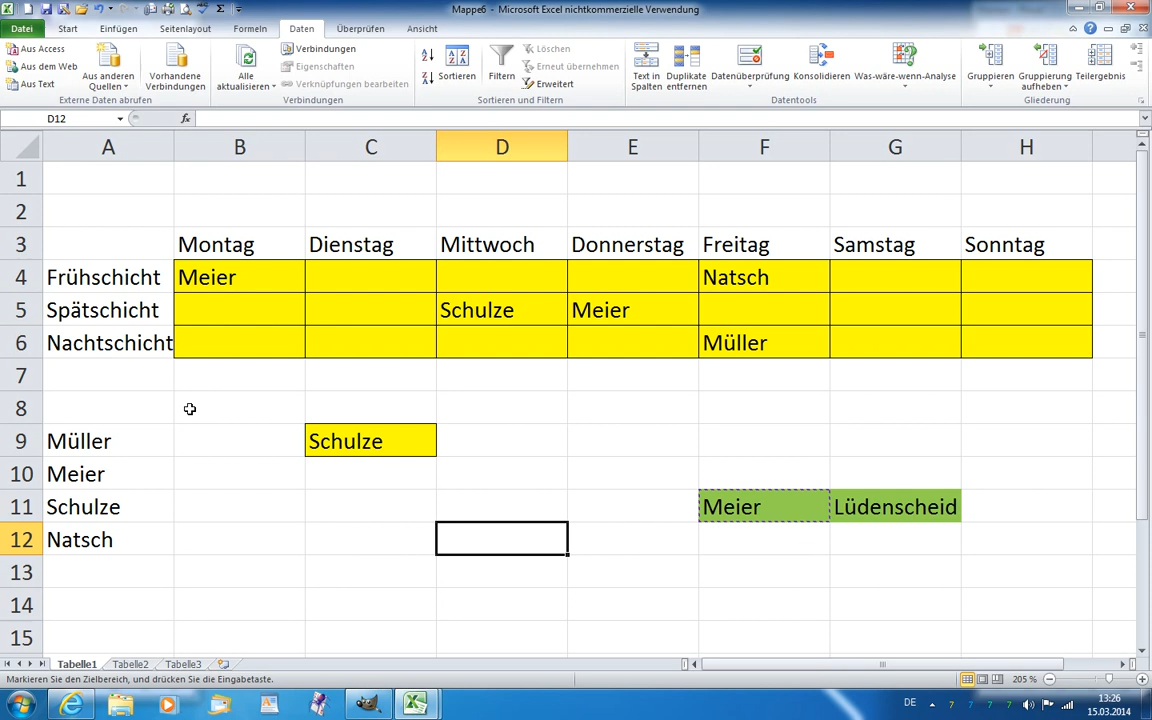 Mappe6 - Microsoft Excel nichtkommerzielle Verwendung
Datei Start Einfügen Seitenlayout Formeln Daten Überprüfen Ansicht
Aus Access
Aus dem Web
Aus Text
Aus anderen Quellen
Vorhandene Verbindungen
Externe Daten abrufen
Alle aktualisieren
Verbindungen
Eigenschaften
Verknüpfungen bearbeiten
Verbindungen
Sortieren
Filtern
Löschen
Erneut übernehmen
Erweitert
Sortieren und Filtern
Text in Spalten
Duplikate entfernen
Datenüberprüfung
Konsolidieren
Was-wäre-wenn-Analyse
Datentools
Gruppieren
Gruppierung aufheben
Teilergebnis
Gliederung
D12 fx
A B C D E F G H
1
2
3 Montag Dienstag Mittwoch Donnerstag Freitag Samstag Sonntag
4 Frühschicht Meier Natsch
5 Spätschicht Schulze Meier
6 Nachtschicht Müller
7
8
9 Müller Schulze
10 Meier
11 Schulze Meier Lüdenscheid
12 Natsch
13
14
15
Tabelle1 Tabelle2 Tabelle3
Markieren Sie den Zielbereich, und drücken Sie die Eingabetaste.
205 %
DE
13:26
15.03.2014